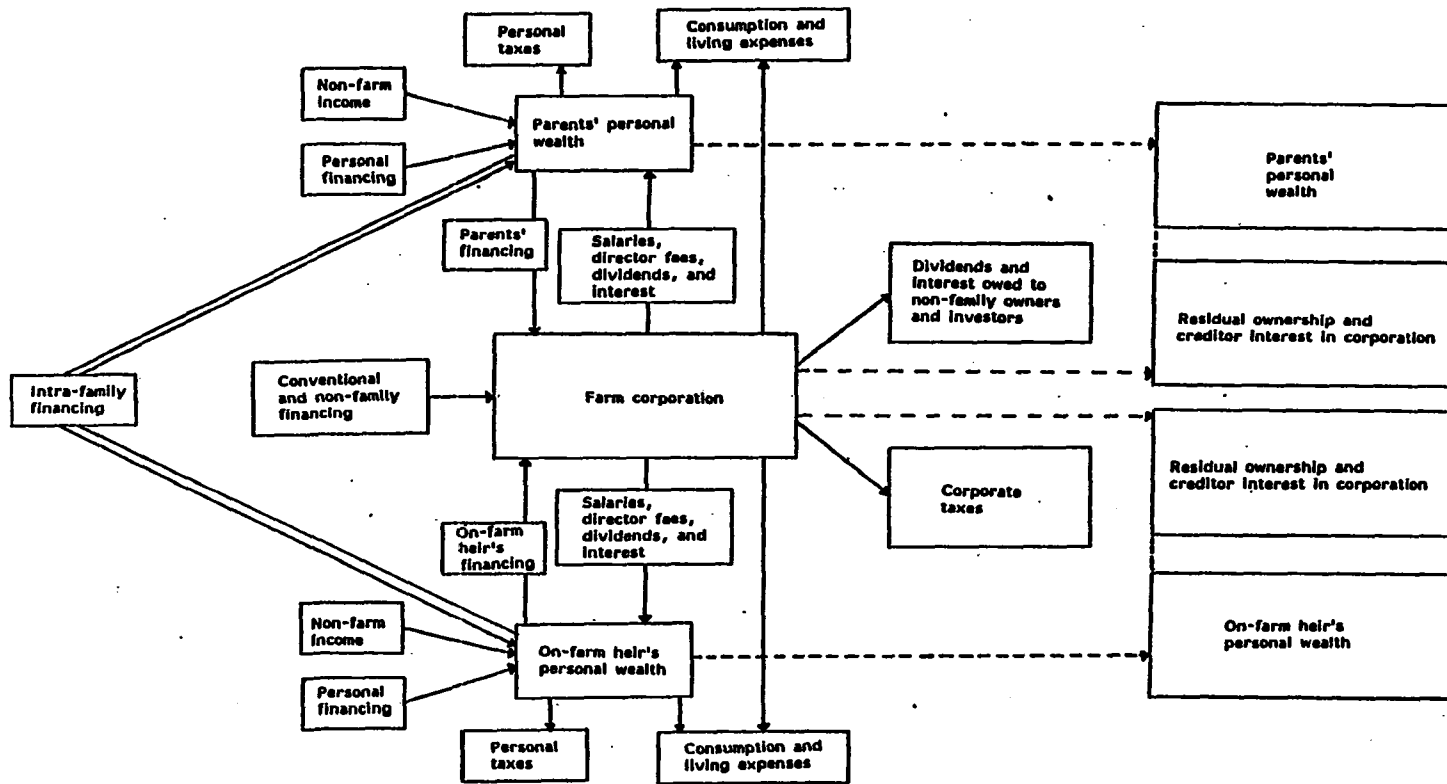 Personal
taxes
Consumption and
living expenses
Non-farm
income
Parents' personal
wealth
Personal
financing
Parents'
personal
wealth
Parents'
financing
Salaries,
director fees,
dividends, and
interest
Dividends and
interest owed to
non-family owners
and investors
Residual ownership and
creditor interest in corporation
Intra-family
financing
Conventional
and non-family
financing
Farm corporation
Residual ownership and
creditor interest in corporation
Corporate
taxes
On-farm
heir's
financing
Salaries,
director fees,
dividends, and
interest
Non-farm
income
On-farm heir's
personal wealth
On-farm heir's
personal wealth
Personal
financing
Personal
taxes
Consumption and
living expenses